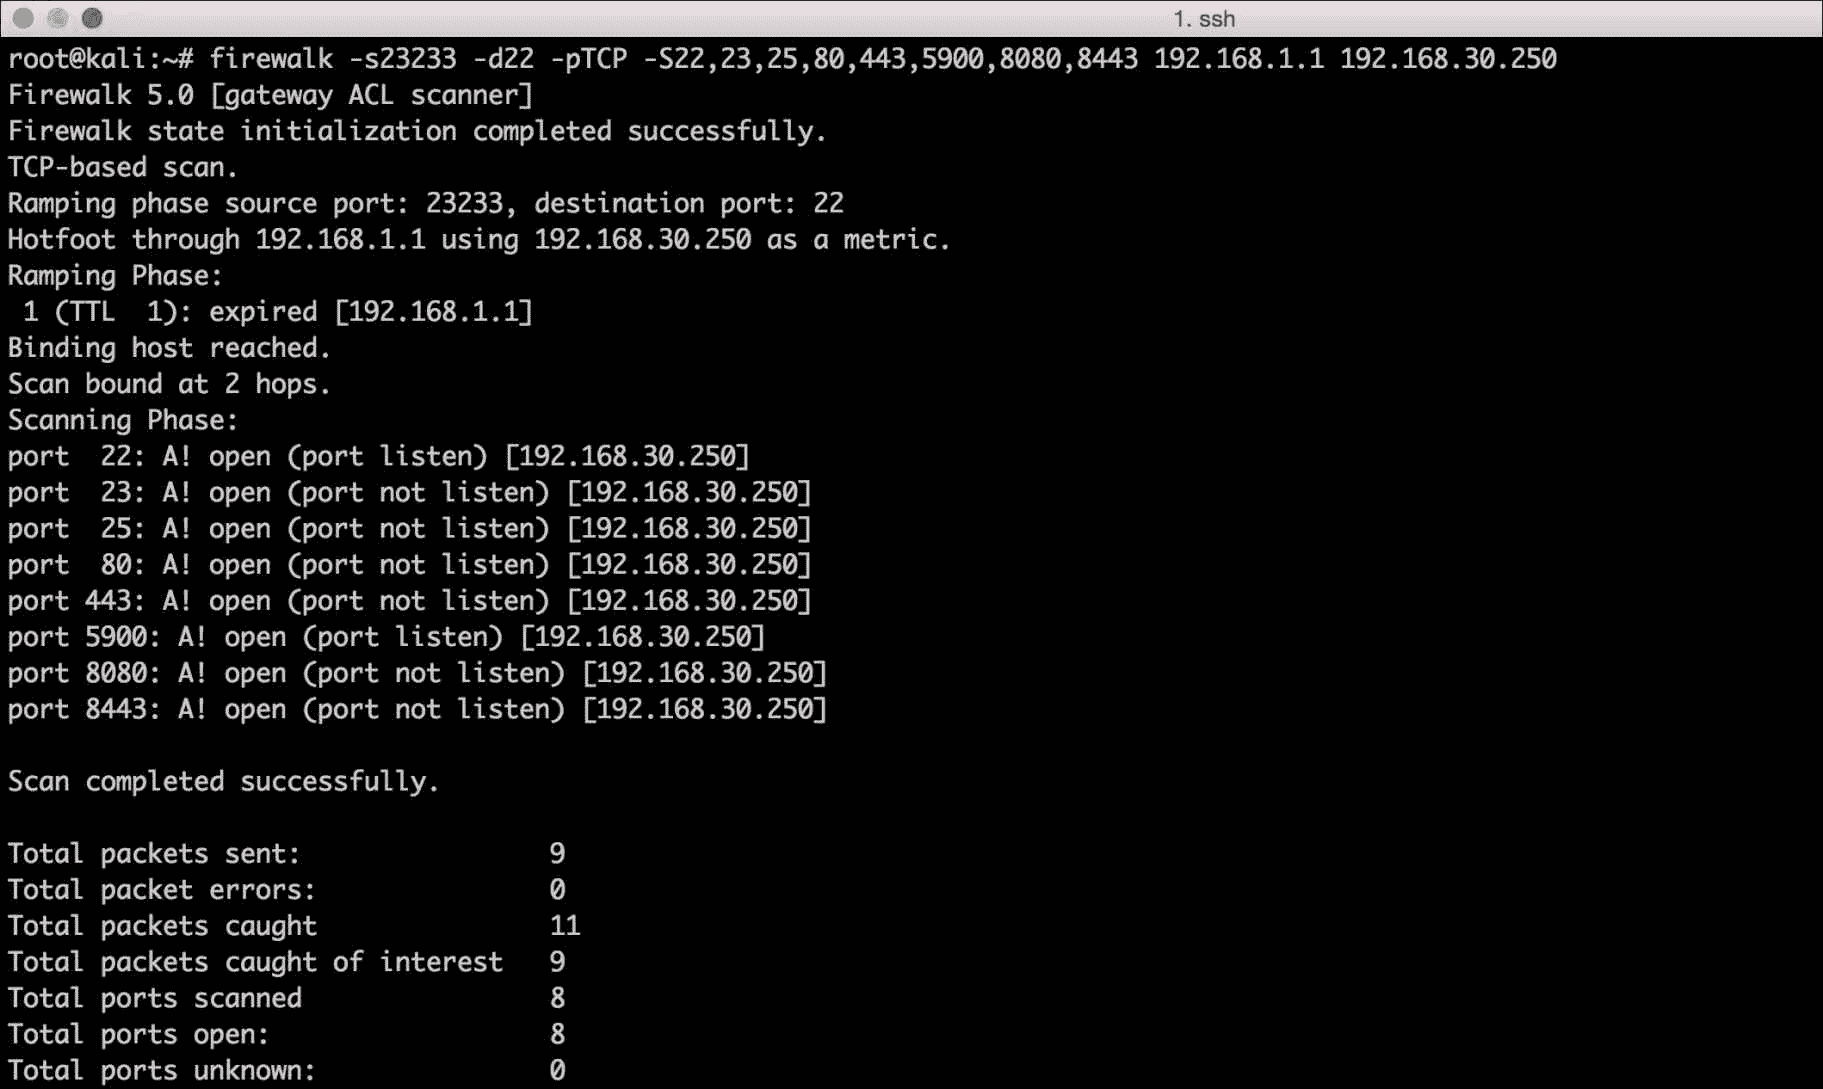 1. ssh
root@kali:~# firewalk -s23233 -d22 -pTCP -S22,23,25,80,443,5900,8080,8443 192.168.1.1 192.168.30.250
Firewalk 5.0 [gateway ACL scanner]
Firewalk state initialization completed successfully.
TCP-based scan.
Ramping phase source port: 23233, destination port: 22
Hotfoot through 192.168.1.1 using 192.168.30.250 as a metric.
Ramping Phase:
 1 (TTL  1): expired [192.168.1.1]
Binding host reached.
Scan bound at 2 hops.
Scanning Phase:
port  22: A! open (port listen) [192.168.30.250]
port  23: A! open (port not listen) [192.168.30.250]
port  25: A! open (port not listen) [192.168.30.250]
port  80: A! open (port not listen) [192.168.30.250]
port 443: A! open (port not listen) [192.168.30.250]
port 5900: A! open (port listen) [192.168.30.250]
port 8080: A! open (port not listen) [192.168.30.250]
port 8443: A! open (port not listen) [192.168.30.250]
Scan completed successfully.
Total packets sent:                9
Total packet errors:               0
Total packets caught               11
Total packets caught of interest   9
Total ports scanned                8
Total ports open:                  8
Total ports unknown:               0